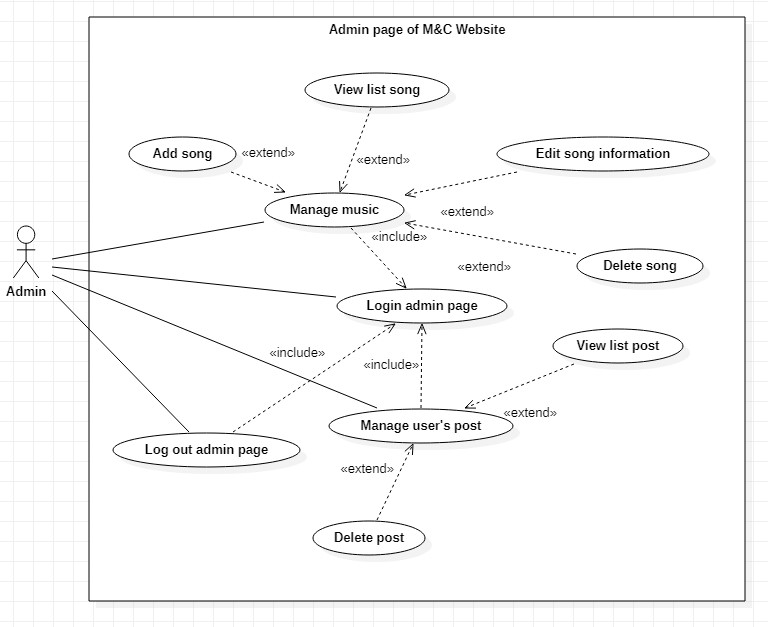 Admin page of M&C Website
View list song
Add song
«extend»
«extend»
Edit song information
Manage music
«extend»
«include»
«extend»
Delete song
Admin
Login admin page
«include»
«include»
View list post
«extend»
Manage user's post
Log out admin page
«extend»
Delete post